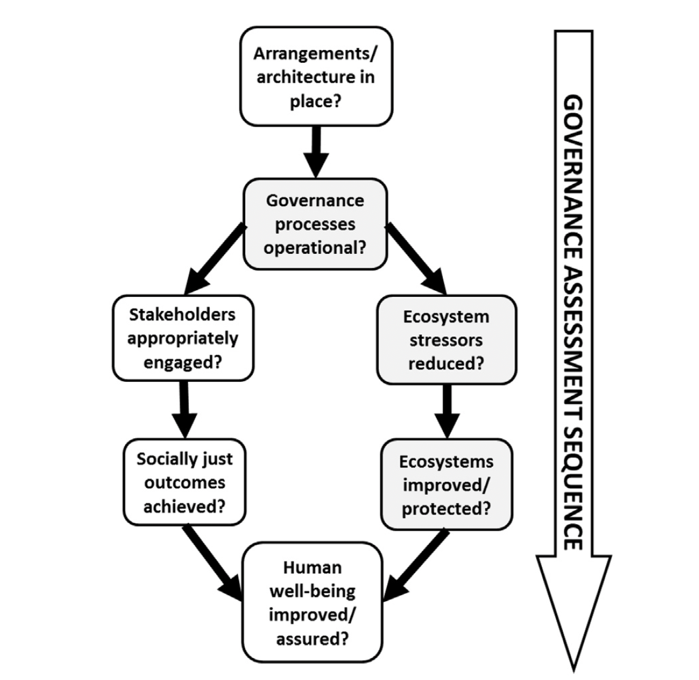 Arrangements/
architecture in
place?
Governance
processes
operational?
Stakeholders
appropriately
engaged?
Ecosystem
stressors
reduced?
Socially just
outcomes
achieved?
Ecosystems
improved/
protected?
Human
well-being
improved/
assured?
GOVERNANCE ASSESSMENT SEQUENCE